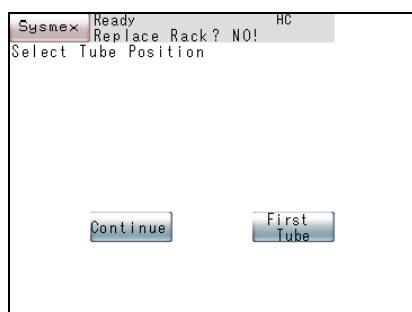 Sysmex Ready HC
Replace Rack? NO!
Select Tube Position
Continue
First
Tube